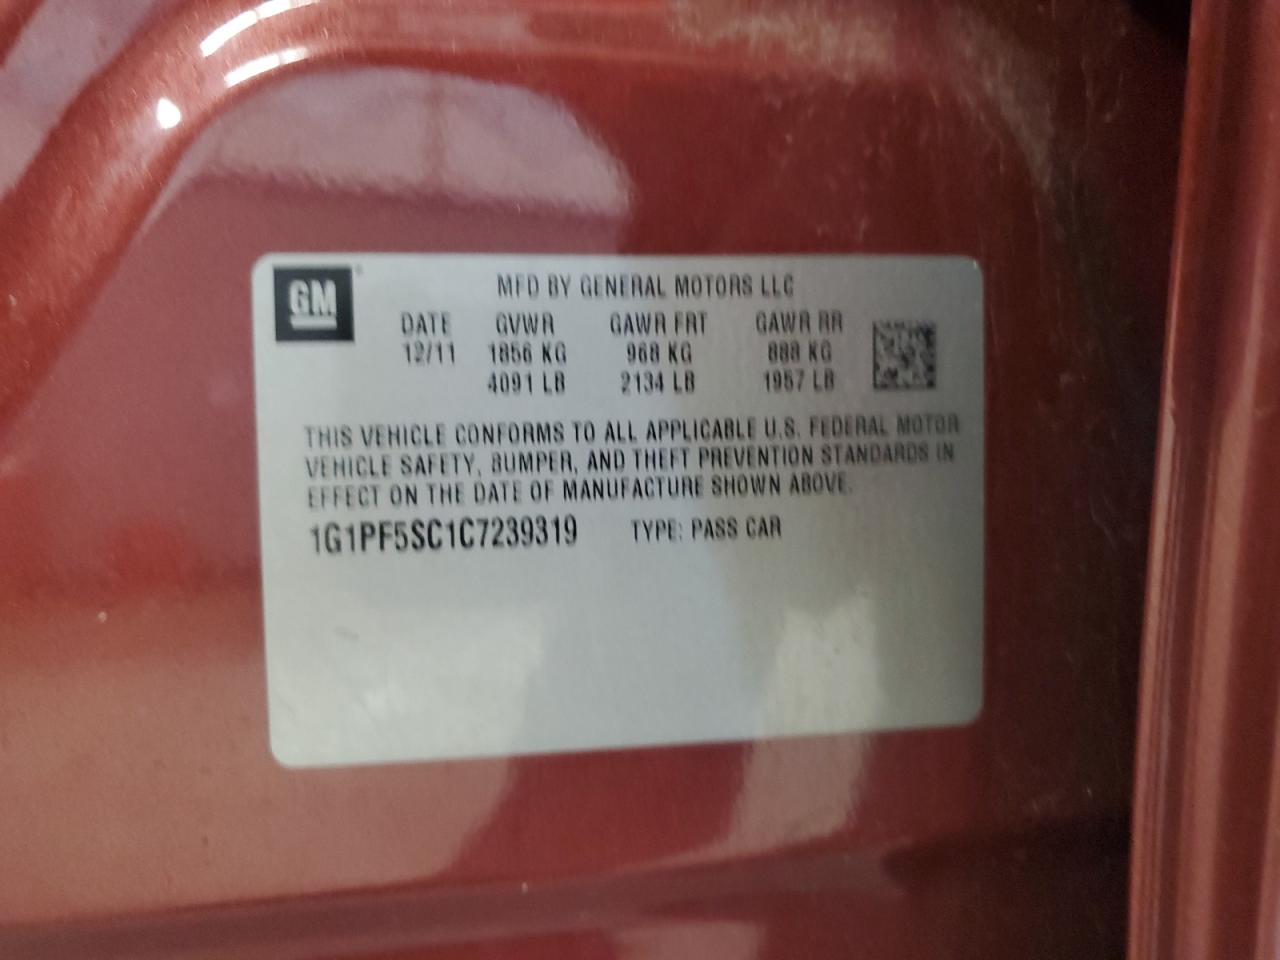 GM
MFD BY GENERAL MOTORS LLC
DATE GVWR GAWR FRT GAWR RR
12/11 1856 KG 968 KG 888 KG
4091 LB 2134 LB 1957 LB
THIS VEHICLE CONFORMS TO ALL APPLICABLE U.S. FEDERAL MOTOR
VEHICLE SAFETY, BUMPER, AND THEFT PREVENTION STANDARDS IN
EFFECT ON THE DATE OF MANUFACTURE SHOWN ABOVE.
1G1PF5SC1C7239319 TYPE: PASS CAR